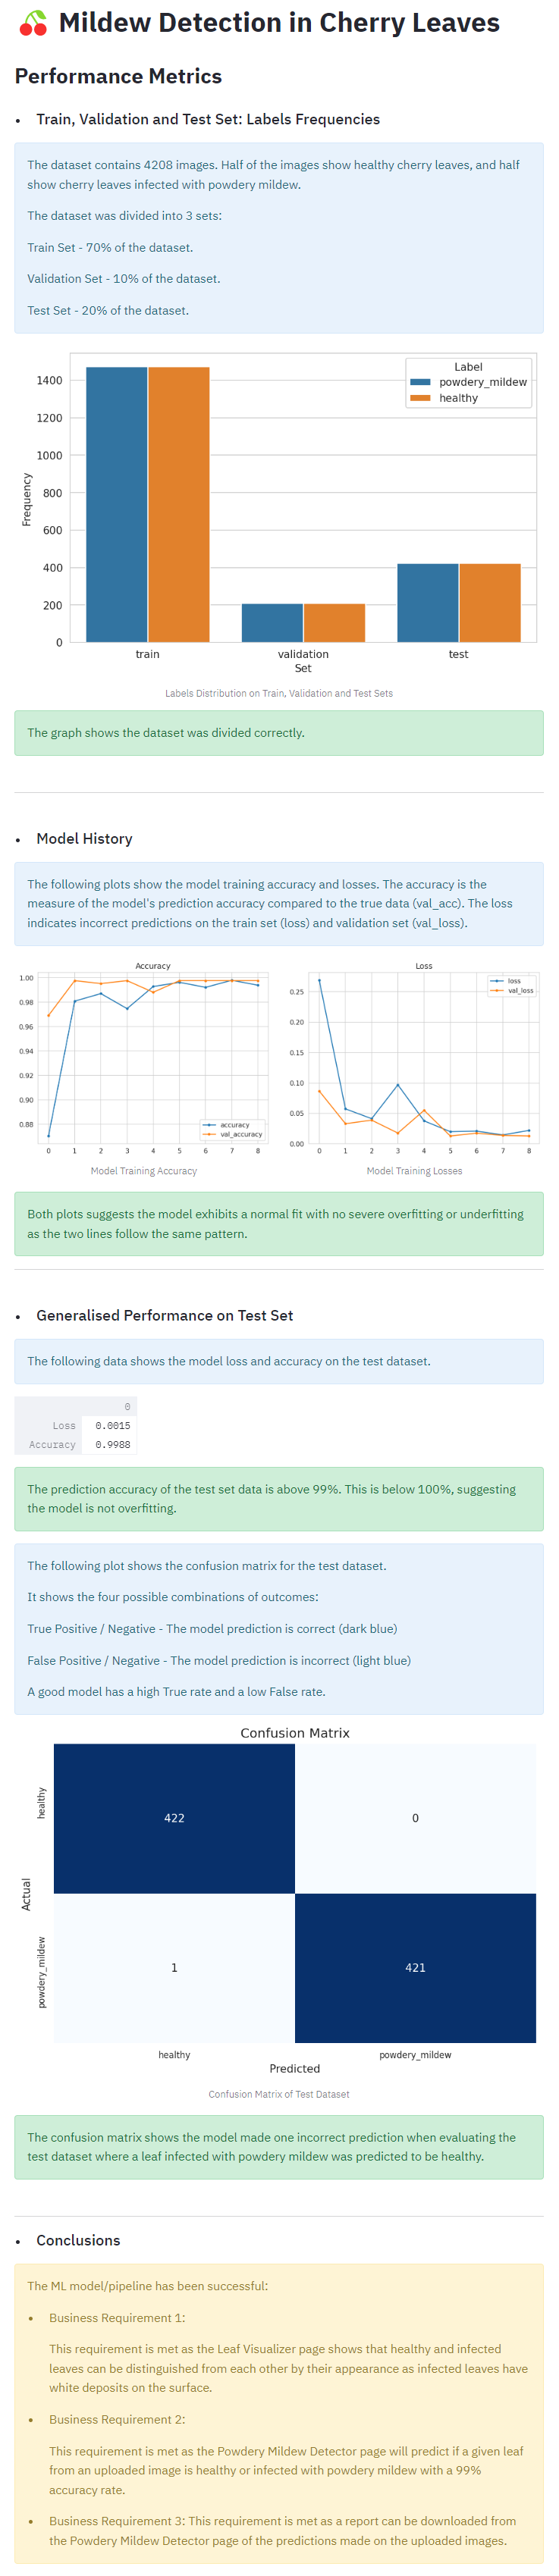 Mildew Detection in Cherry Leaves
Performance Metrics
• Train, Validation and Test Set: Labels Frequencies
The dataset contains 4208 images. Half of the images show healthy cherry leaves, and half
show cherry leaves infected with powdery mildew.
The dataset was divided into 3 sets:
Train Set - 70% of the dataset.
Validation Set - 10% of the dataset.
Test Set - 20% of the dataset.
Label
powdery_mildew
healthy
1400
1200
1000
800
600
400
200
0
Frequency
train
validation
test
Set
Labels Distribution on Train, Validation and Test Sets
The graph shows the dataset was divided correctly.
• Model History
The following plots show the model training accuracy and losses. The accuracy is the
measure of the model's prediction accuracy compared to the true data (val_acc). The loss
indicates incorrect predictions on the train set (loss) and validation set (val_loss).
Accuracy
1.00
0.98
0.96
0.94
0.92
0.90
0.88
accuracy
val_accuracy
0 1 2 3 4 5 6 7 8
Model Training Accuracy
Loss
loss
val_loss
0.25
0.20
0.15
0.10
0.05
0.00
0 1 2 3 4 5 6 7 8
Model Training Losses
Both plots suggests the model exhibits a normal fit with no severe overfitting or underfitting
as the two lines follow the same pattern.
• Generalised Performance on Test Set
The following data shows the model loss and accuracy on the test dataset.
0
Loss 0.0015
Accuracy 0.9988
The prediction accuracy of the test set data is above 99%. This is below 100%, suggesting
the model is not overfitting.
The following plot shows the confusion matrix for the test dataset.
It shows the four possible combinations of outcomes:
True Positive / Negative - The model prediction is correct (dark blue)
False Positive / Negative - The model prediction is incorrect (light blue)
A good model has a high True rate and a low False rate.
Confusion Matrix
healthy
422
0
Actual
powdery_mildew
1
421
healthy
powdery_mildew
Predicted
Confusion Matrix of Test Dataset
The confusion matrix shows the model made one incorrect prediction when evaluating the
test dataset where a leaf infected with powdery mildew was predicted to be healthy.
• Conclusions
The ML model/pipeline has been successful:
• Business Requirement 1:
This requirement is met as the Leaf Visualizer page shows that healthy and infected
leaves can be distinguished from each other by their appearance as infected leaves have
white deposits on the surface.
• Business Requirement 2:
This requirement is met as the Powdery Mildew Detector page will predict if a given leaf
from an uploaded image is healthy or infected with powdery mildew with a 99%
accuracy rate.
• Business Requirement 3: This requirement is met as a report can be downloaded from
the Powdery Mildew Detector page of the predictions made on the uploaded images.